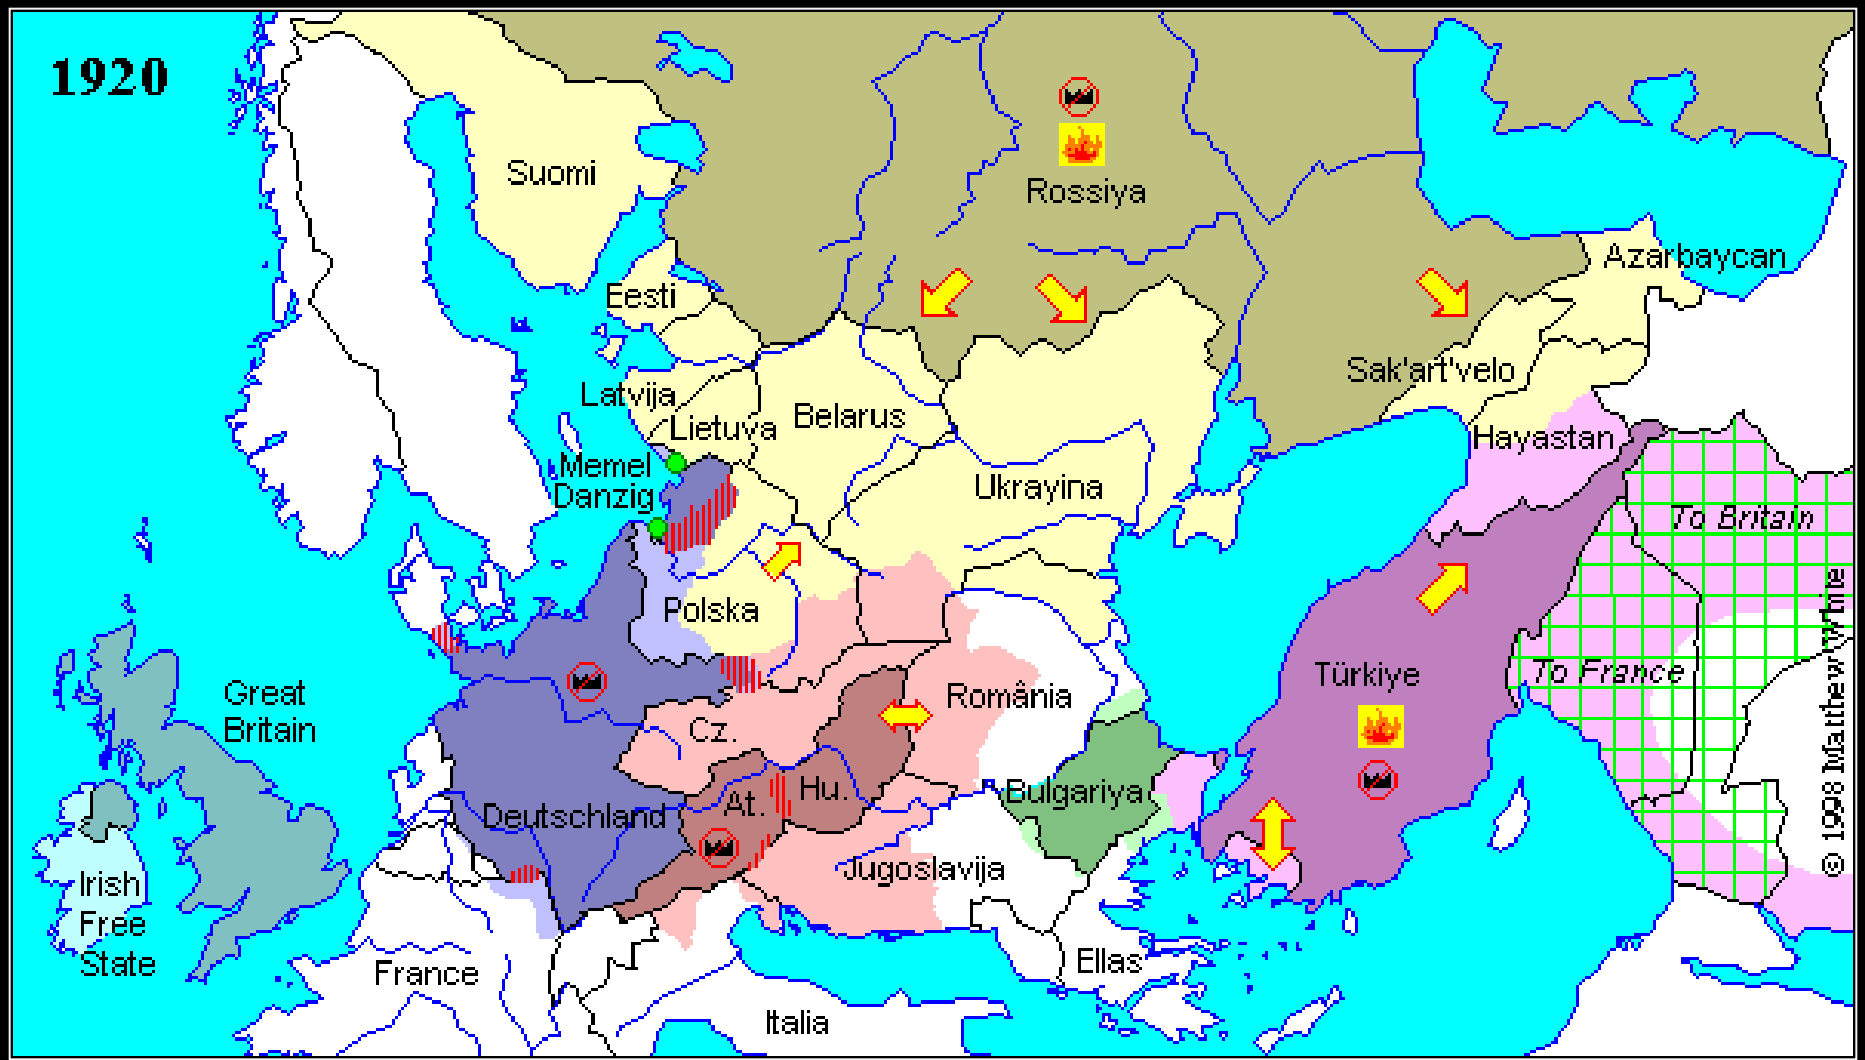 1920
Suomi
Rossiya
Azarbaycan
Eesti
Sak'art'velo
Latvija
Lietuva
Belarus
Hayastan
Memel
Danzig
Ukrayina
To Britain
Polska
To France
Türkiye
Great
Britain
România
Cz.
Hu.
At.
Bulgariya
Deutschland
Jugoslavija
Irish
Free
State
France
Ellas
Italia
© 1998 Matthew White